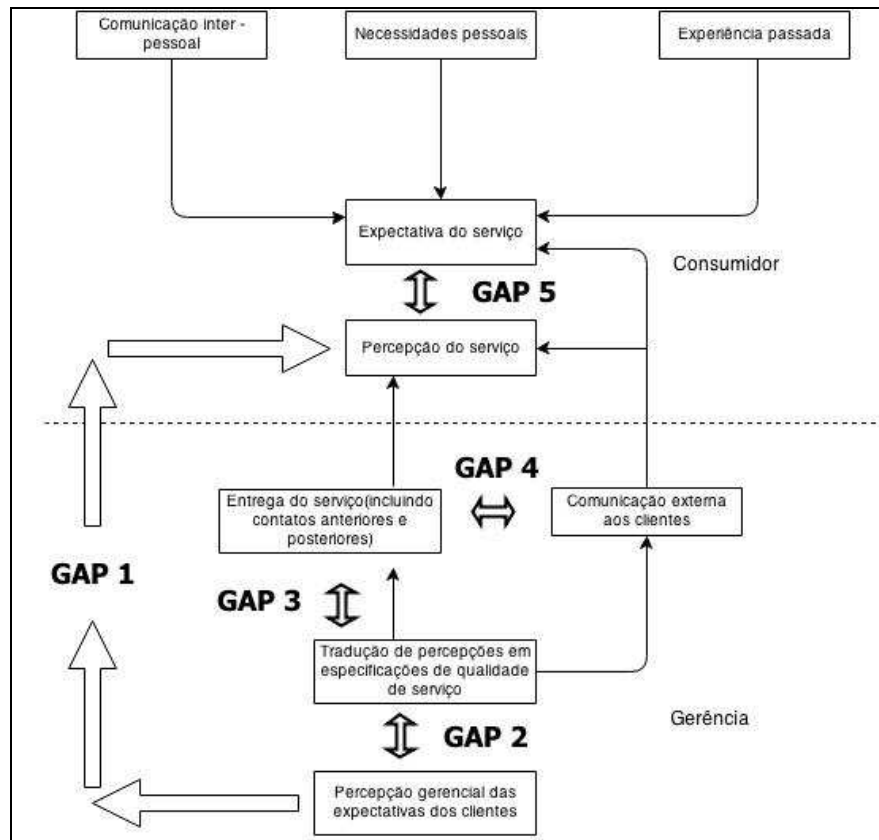 Comunicação inter -
pessoal
Necessidades pessoais
Experiência passada
Expectativa do serviço
Consumidor
GAP 5
Percepção do serviço
GAP 4
Entrega do serviço(incluindo
contatos anteriores e
posteriores)
Comunicação externa
aos clientes
GAP 1
GAP 3
Tradução de percepções em
especificações de qualidade
de serviço
Gerência
GAP 2
Percepção gerencial das
expectativas dos clientes